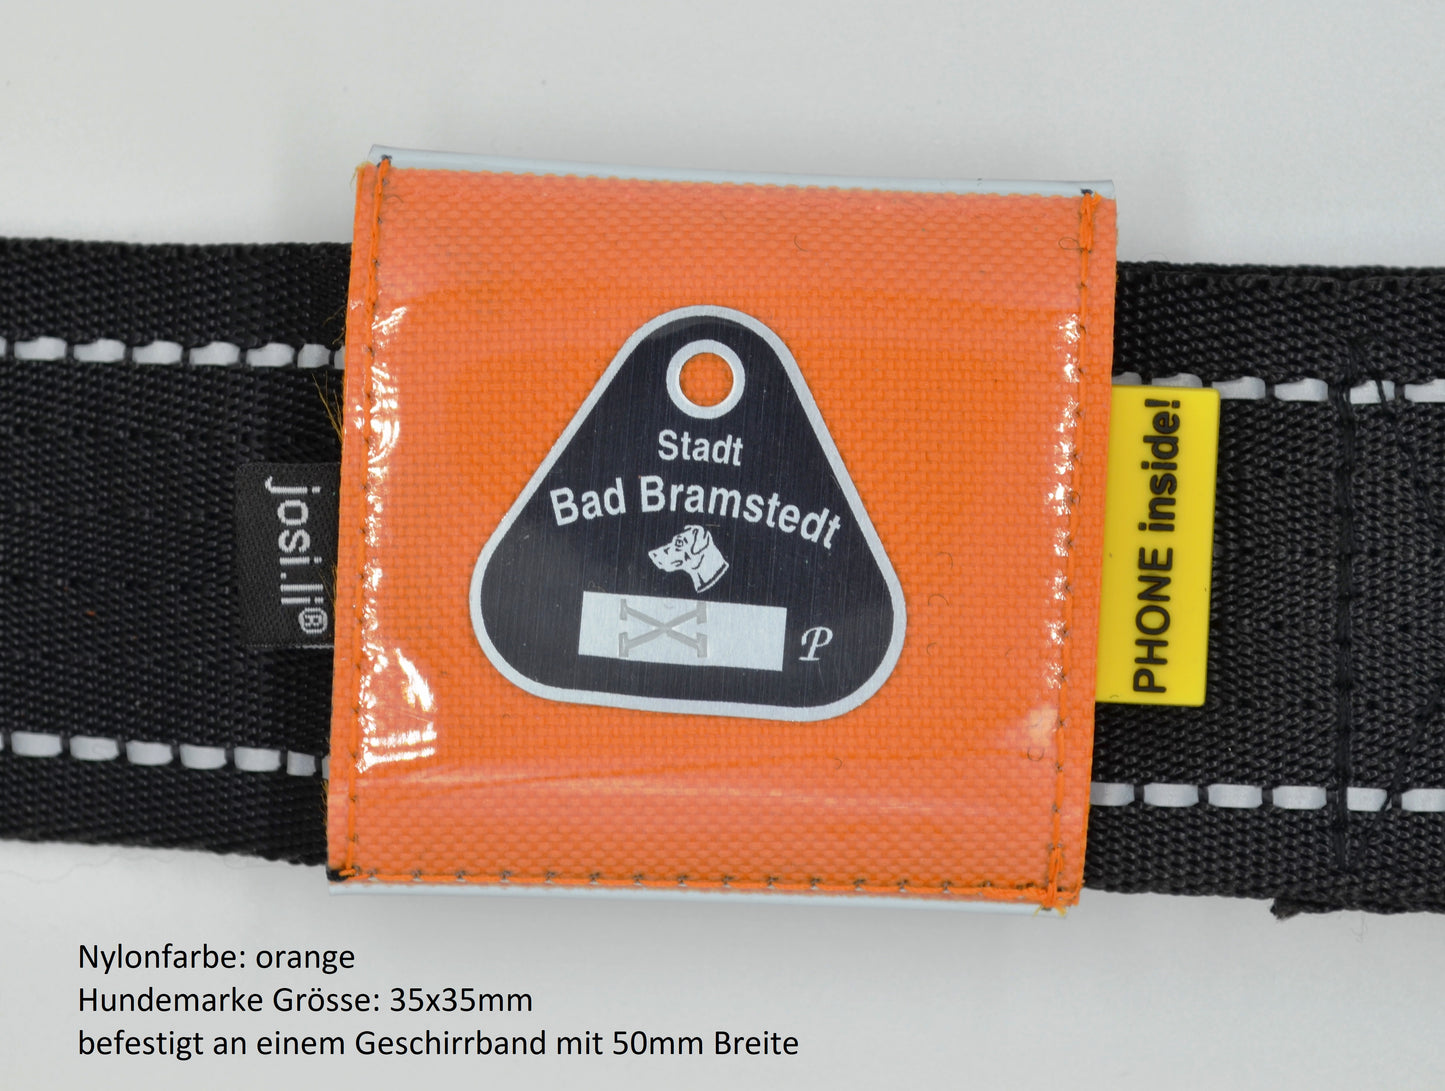 Stadt
Bad Bramstedt
X
P
josi.li®
PHONE inside!
Nylonfarbe: orange
Hundemarke Grösse: 35x35mm
befestigt an einem Geschirrband mit 50mm Breite